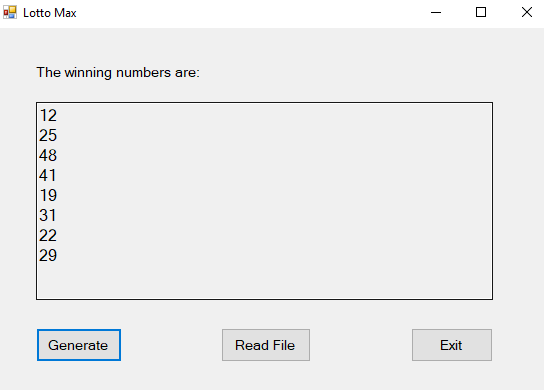 Lotto Max
The winning numbers are:
12
25
48
41
19
31
22
29
Generate Read File Exit